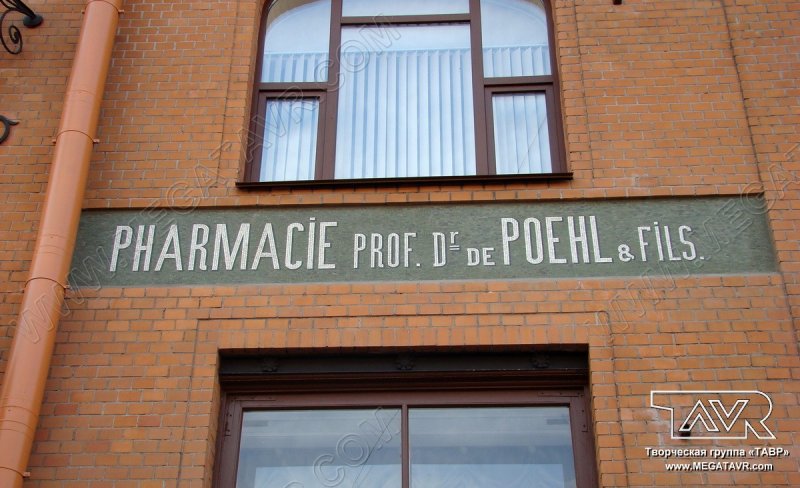 PHARMACIE PROF. Dr DE POEHL & FILS.
TAVR
Творческая группа «ТАВР»
www.MEGATAVR.com